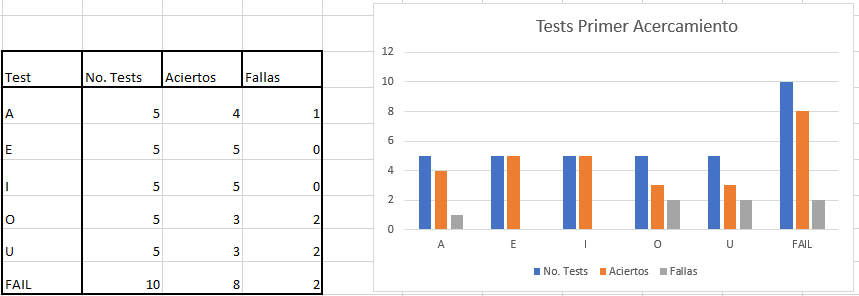 Test No. Tests Aciertos Fallas
A 5 4 1
E 5 5 0
I 5 5 0
O 5 3 2
U 5 3 2
FAIL 10 8 2
Tests Primer Acercamiento
12
10
8
6
4
2
0
A E I O U FAIL
No. Tests Aciertos Fallas